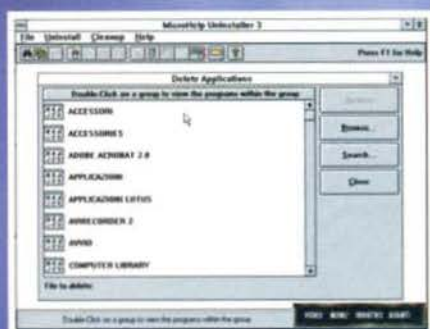 MicroHelp Uninstaller 3
File Uninstall Cleanup Help
Press F1 for Help
Delete Applications
Double-Click on a group to view the programs within the group
ACCESSORI
ACCESSORIES
ADOBE ACROBAT 2.0
APPLICAZIONI
APPLICAZIONI LOTUS
AVIRECORDER 2
AVVIO
COMPUTER LIBRARY
Browse...
Search...
Close
File to delete:
Double-Click on a group to view the programs within the group